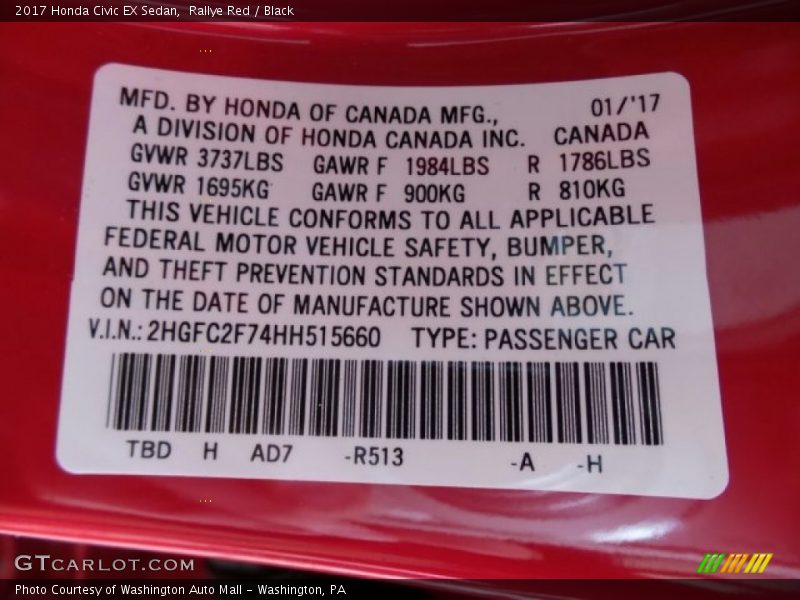 2017 Honda Civic EX Sedan,  Rallye Red / Black
MFD. BY HONDA OF CANADA MFG., 01/'17
A DIVISION OF HONDA CANADA INC. CANADA
GVWR 3737LBS GAWR F 1984LBS R 1786LBS
GVWR 1695KG GAWR F 900KG R 810KG
THIS VEHICLE CONFORMS TO ALL APPLICABLE
FEDERAL MOTOR VEHICLE SAFETY, BUMPER,
AND THEFT PREVENTION STANDARDS IN EFFECT
ON THE DATE OF MANUFACTURE SHOWN ABOVE.
V.I.N.: 2HGFC2F74HH515660 TYPE: PASSENGER CAR
TBD H AD7 -R513 -A -H
GTCARLOT.COM
Photo Courtesy of Washington Auto Mall - Washington, PA